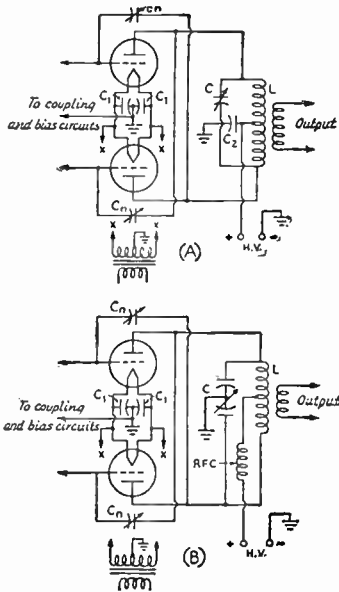 Cn
C1 C1
To coupling
and bias circuits
C L
C2
Output
x x
Cn
x x
+ H.V. -
(A)
Cn
L
C1 C1
C
To coupling
and bias circuits
Output
x x
RFC
Cn
x x
+ H.V. -
(B)